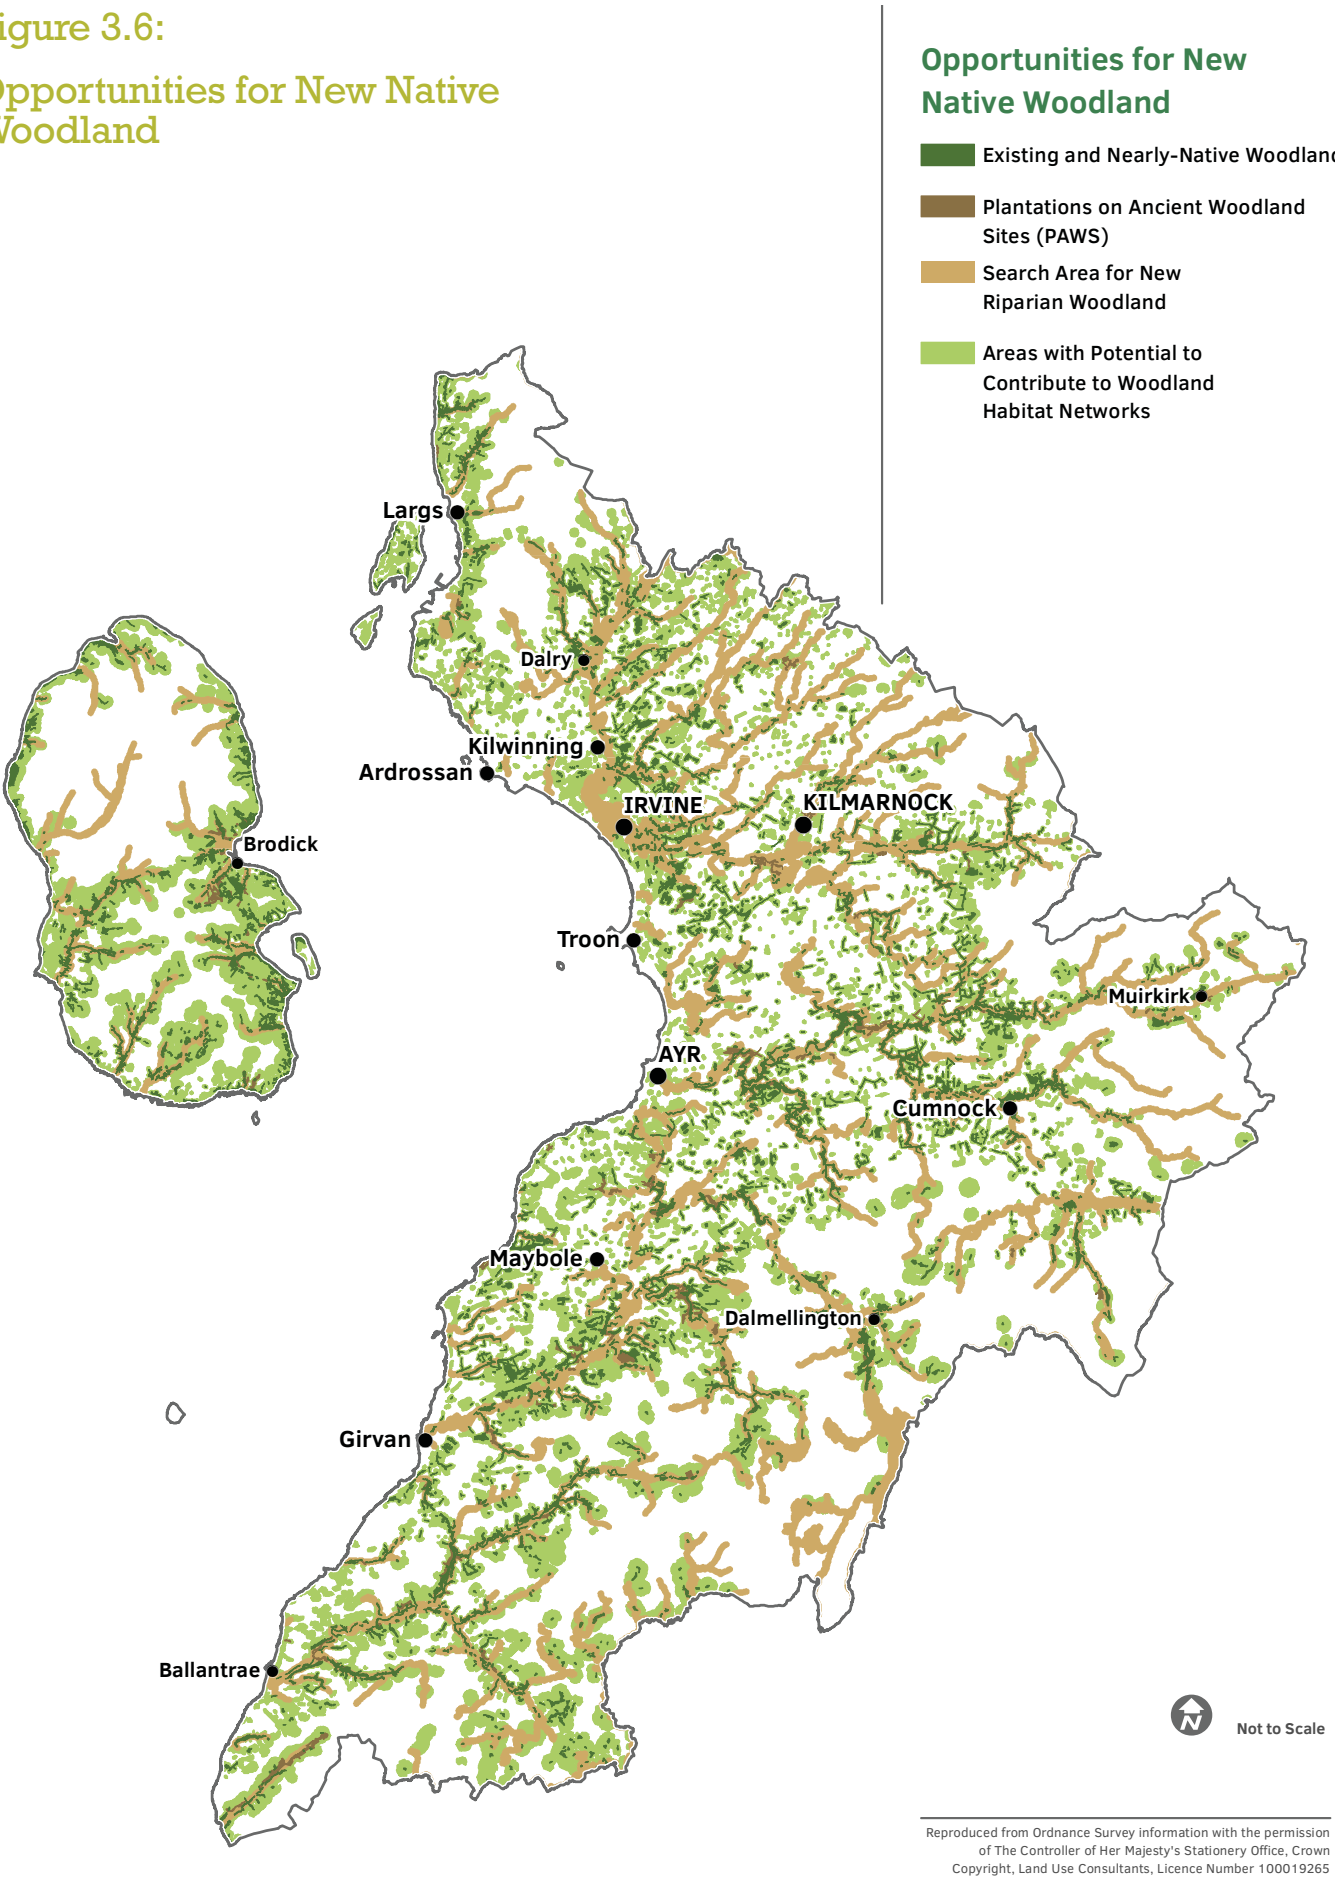 igure 3.6:
pportunities for New Native
Woodland
Opportunities for New
Native Woodland
Existing and Nearly-Native Woodland
Plantations on Ancient Woodland
Sites (PAWS)
Search Area for New
Riparian Woodland
Areas with Potential to
Contribute to Woodland
Habitat Networks
Largs
Dalry
Kilwinning
Ardrossan
IRVINE
KILMARNOCK
Brodick
Troon
Muirkirk
AYR
Cumnock
Maybole
Dalmellington
Girvan
Ballantrae
N
Not to Scale
Reproduced from Ordnance Survey information with the permission
of The Controller of Her Majesty's Stationery Office, Crown
Copyright, Land Use Consultants, Licence Number 100019265